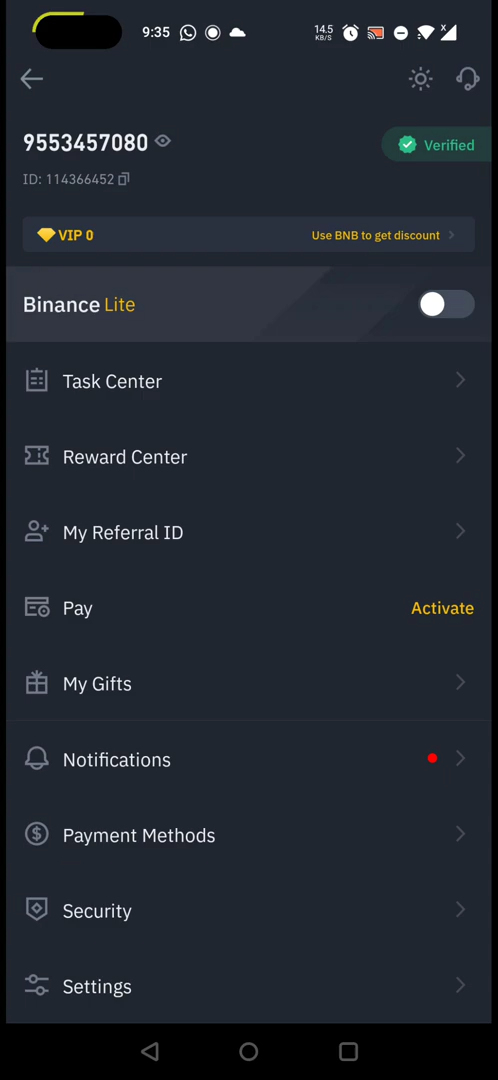 9:35
14.5
KB/S
X
9553457080
Verified
ID: 114366452
VIP 0
Use BNB to get discount
Binance Lite
Task Center
Reward Center
My Referral ID
Pay
Activate
My Gifts
Notifications
Payment Methods
Security
Settings